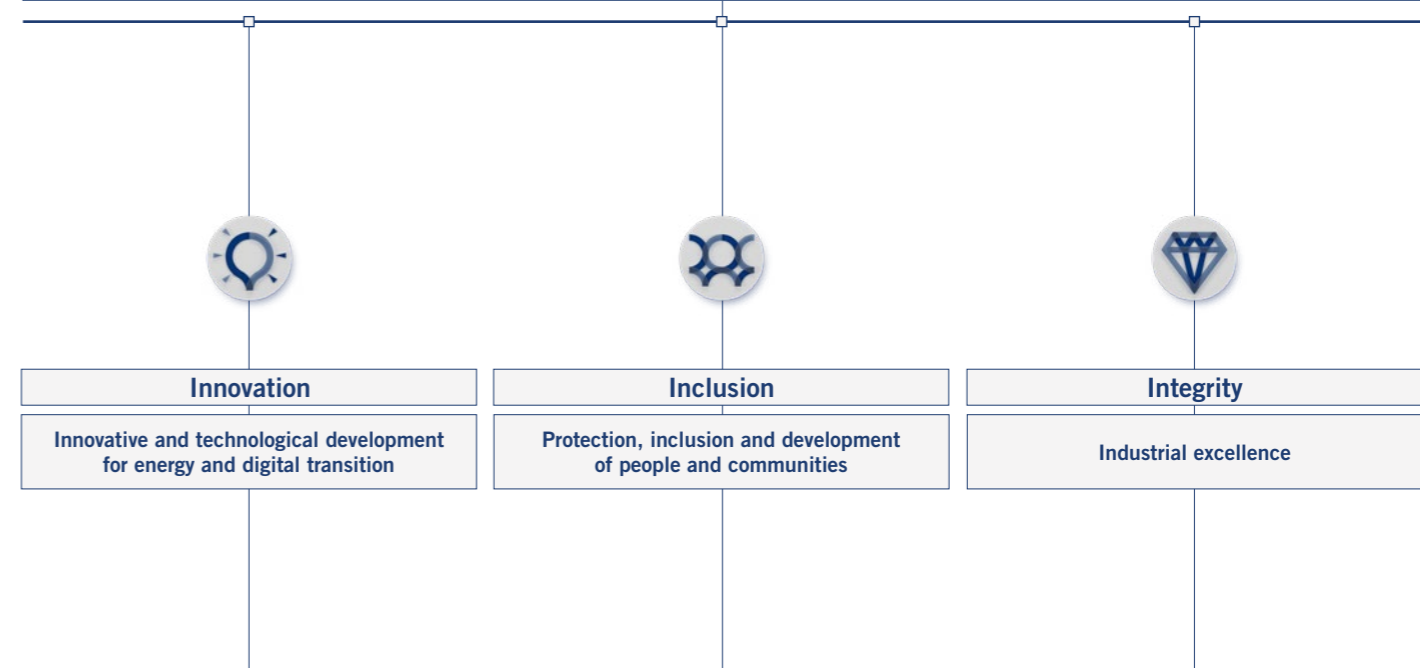 Innovation
Innovative and technological development
for energy and digital transition
Inclusion
Protection, inclusion and development
of people and communities
Integrity
Industrial excellence